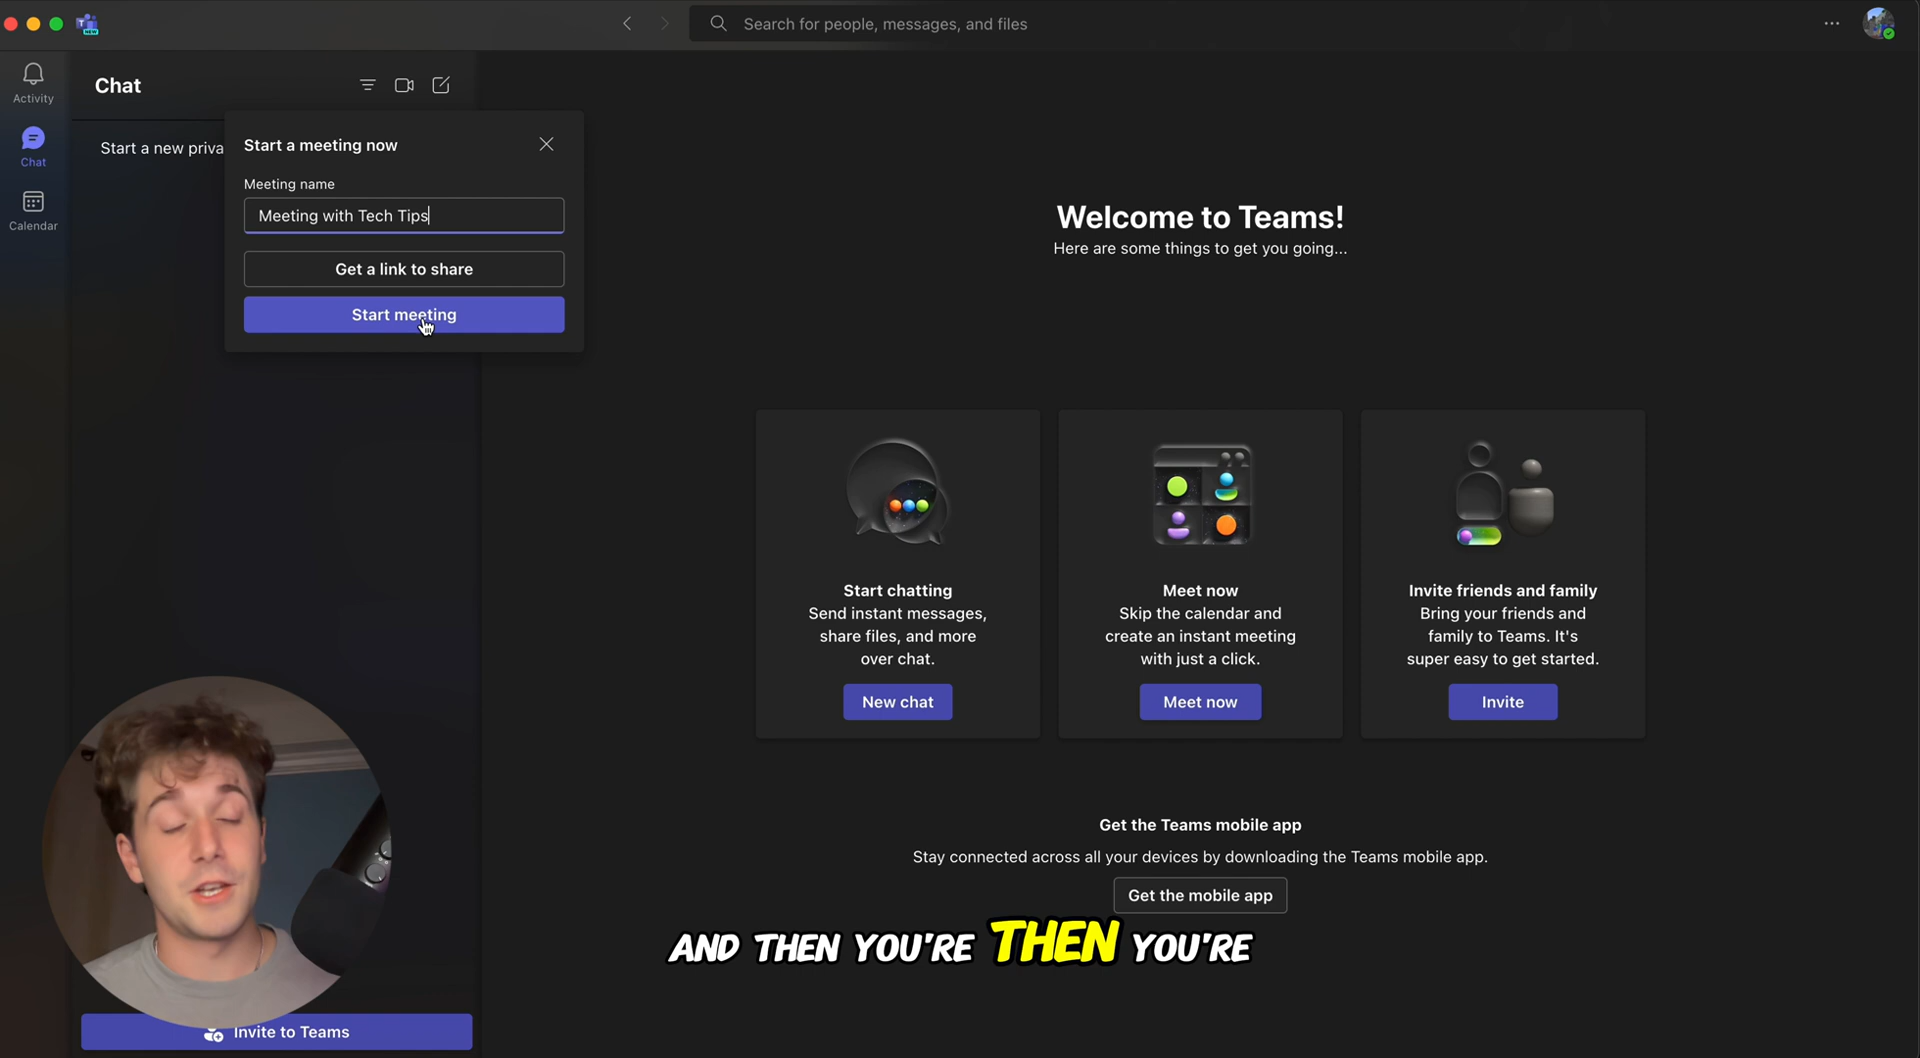 NEW
Search for people, messages, and files
Activity
Chat
Calendar
Chat
Start a new priva
Start a meeting now
Meeting name
Meeting with Tech Tips
Get a link to share
Start meeting
Welcome to Teams!
Here are some things to get you going...
Start chatting
Send instant messages,
share files, and more
over chat.
New chat
Meet now
Skip the calendar and
create an instant meeting
with just a click.
Meet now
Invite friends and family
Bring your friends and
family to Teams. It's
super easy to get started.
Invite
Get the Teams mobile app
Stay connected across all your devices by downloading the Teams mobile app.
Get the mobile app
AND THEN YOU'RE THEN YOU'RE
Invite to Teams